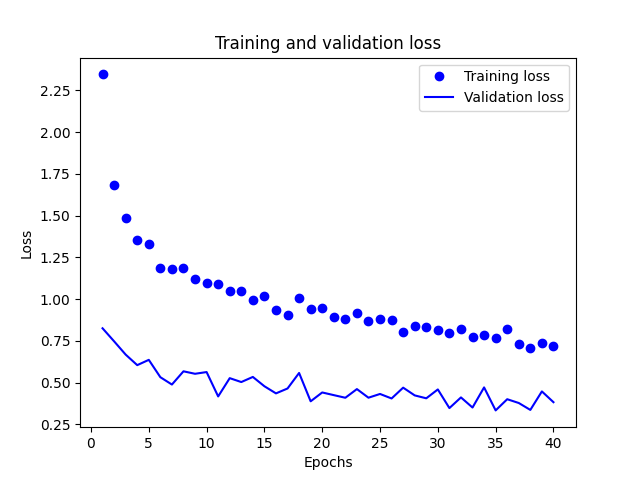 Training and validation loss
Training loss
Validation loss
Loss
2.25
2.00
1.75
1.50
1.25
1.00
0.75
0.50
0.25
0 5 10 15 20 25 30 35 40
Epochs